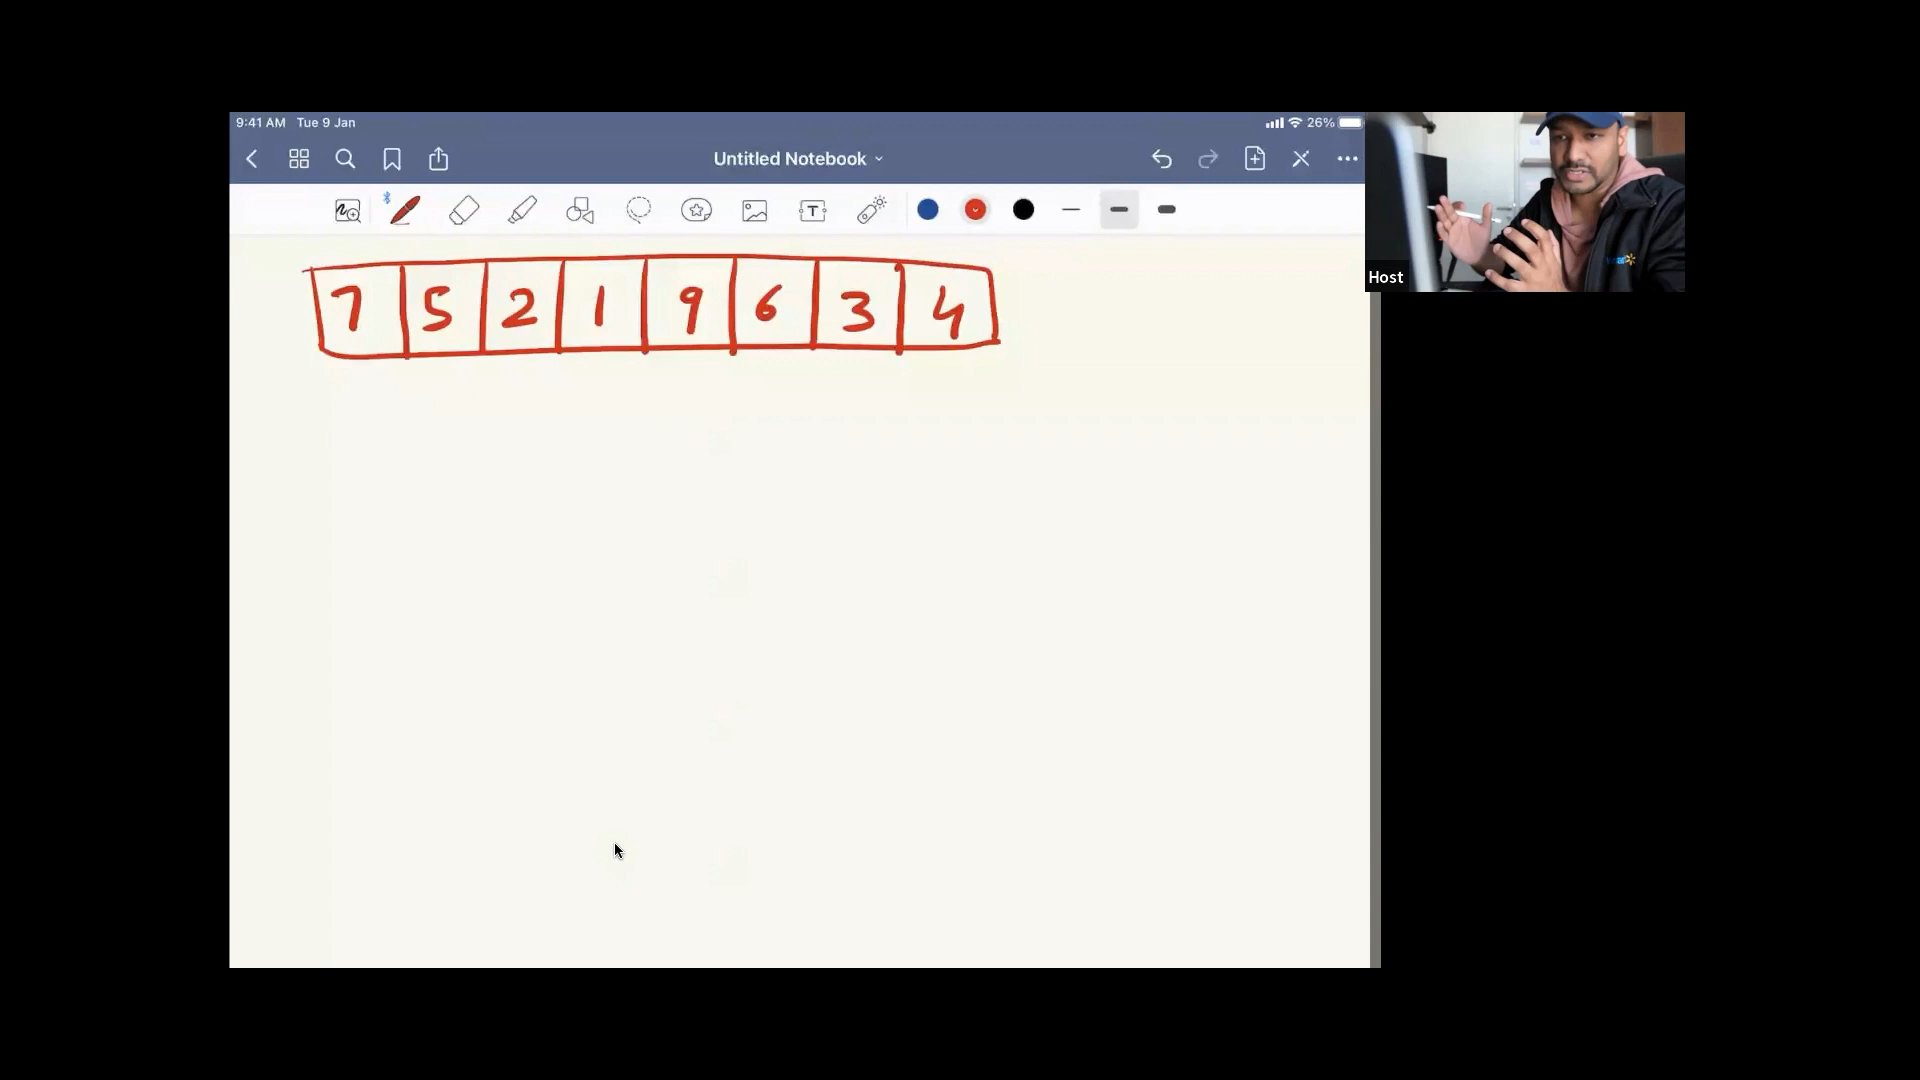 9:41 AM Tue 9 Jan
26%
Untitled Notebook
T
7 5 2 1 9 6 3 4
Host